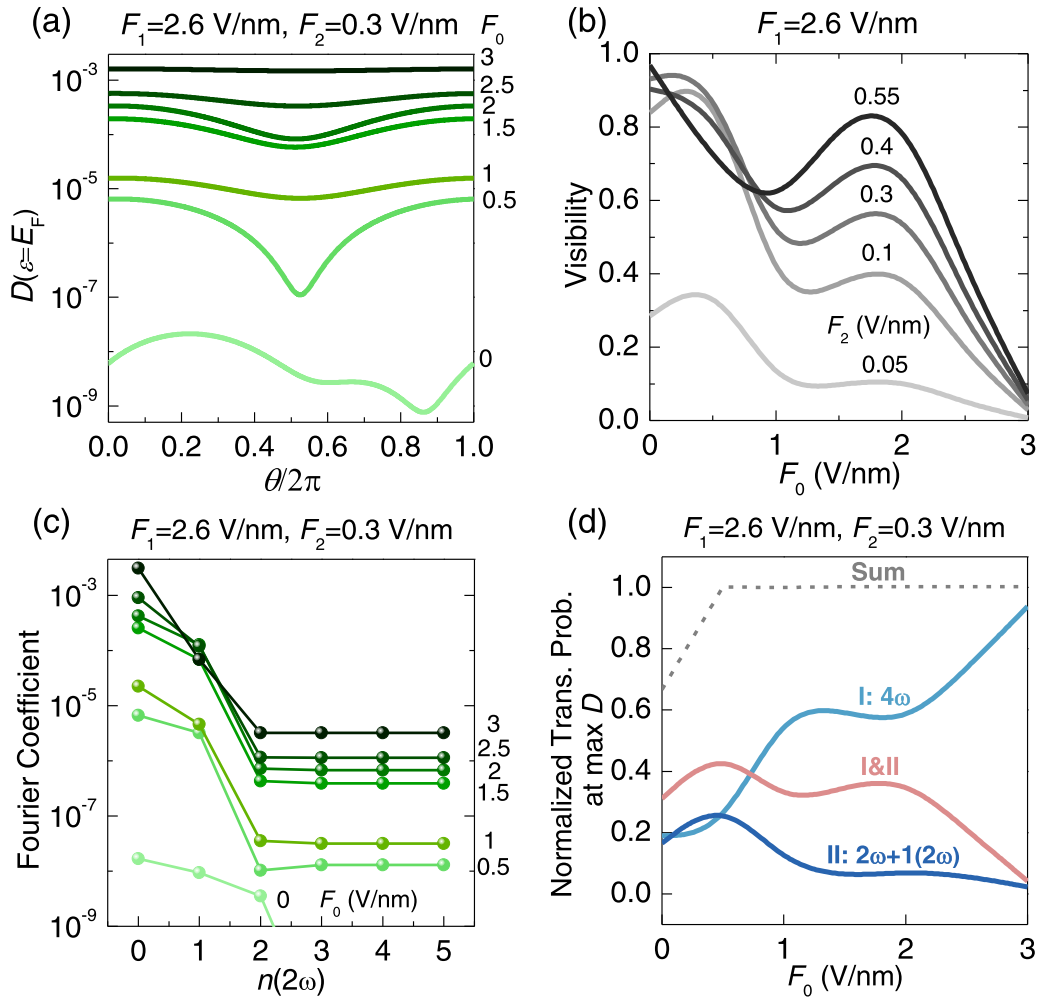 (a)
F₁=2.6 V/nm, F₂=0.3 V/nm F₀
3
10⁻³
2.5
2
1.5
10⁻⁵
1
0.5
10⁻⁷
0
10⁻⁹
D(ε=E_F)
0.0 0.2 0.4 0.6 0.8 1.0
θ/2π
(b)
F₁=2.6 V/nm
1.0
0.8
0.6
0.4
0.2
0.0
Visibility
0.55
0.4
0.3
0.1
F₂ (V/nm)
0.05
0 1 2 3
F₀ (V/nm)
(c)
F₁=2.6 V/nm, F₂=0.3 V/nm
10⁻³
10⁻⁵
10⁻⁷
10⁻⁹
Fourier Coefficient
3
2.5
2
1.5
1
0.5
0 F₀ (V/nm)
0 1 2 3 4 5
n(2ω)
(d)
F₁=2.6 V/nm, F₂=0.3 V/nm
1.0
0.8
0.6
0.4
0.2
0.0
Normalized Trans. Prob.
at max D
Sum
I: 4ω
I&II
II: 2ω+1(2ω)
0 1 2 3
F₀ (V/nm)